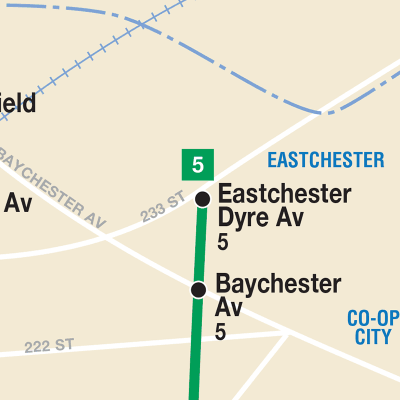 ield
5
EASTCHESTER
BAYCHESTER AV
Av
233 ST
Eastchester
Dyre Av
5
Baychester
Av
5
CO-OP
CITY
222 ST